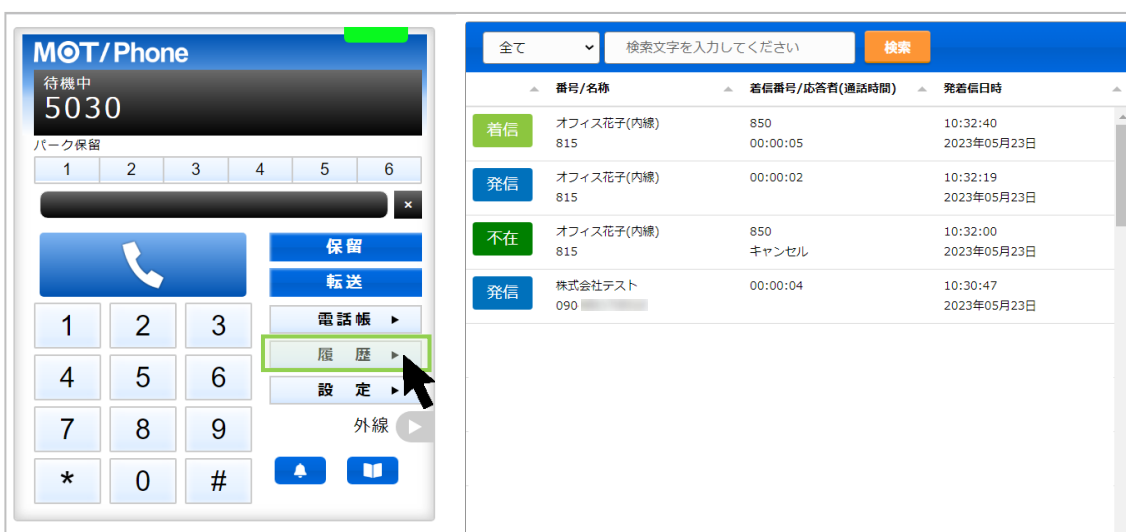 MOT/Phone
待機中
5030
パーク保留
1 2 3 4 5 6
×
保留
転送
電話帳 ▶
履 歴 ▶
設 定 ▶
外線
1 2 3
4 5 6
7 8 9
* 0 #
全て
検索文字を入力してください
検索
番号/名称 着信番号/応答者(通話時間) 発着信日時
着信 オフィス花子(内線) 850 10:32:40
815 00:00:05 2023年05月23日
発信 オフィス花子(内線) 00:00:02 10:32:19
815 2023年05月23日
不在 オフィス花子(内線) 850 10:32:00
815 キャンセル 2023年05月23日
発信 株式会社テスト 00:00:04 10:30:47
090 2023年05月23日